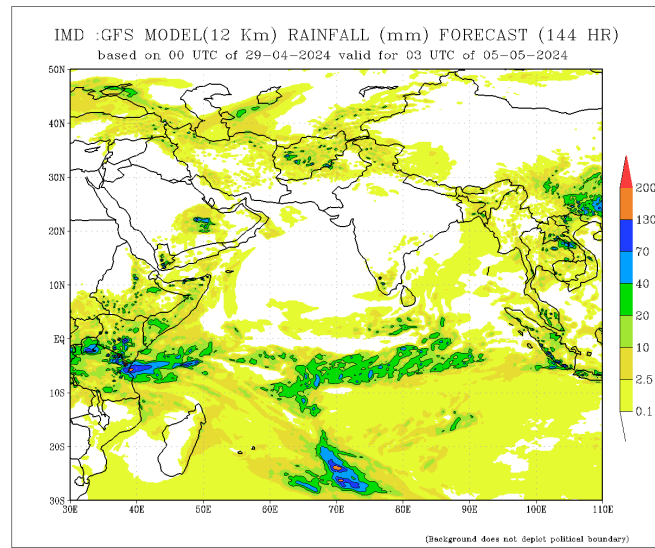 IMD :GFS MODEL(12 Km) RAINFALL (mm) FORECAST (144 HR)
based on 00 UTC of 29-04-2024 valid for 03 UTC of 05-05-2024
50N
40N
30N
20N
10N
EQ
10S
20S
30S
30E 40E 50E 60E 70E 80E 90E 100E 110E
200
130
70
40
20
10
2.5
0.1
(Background does not depict political boundary)